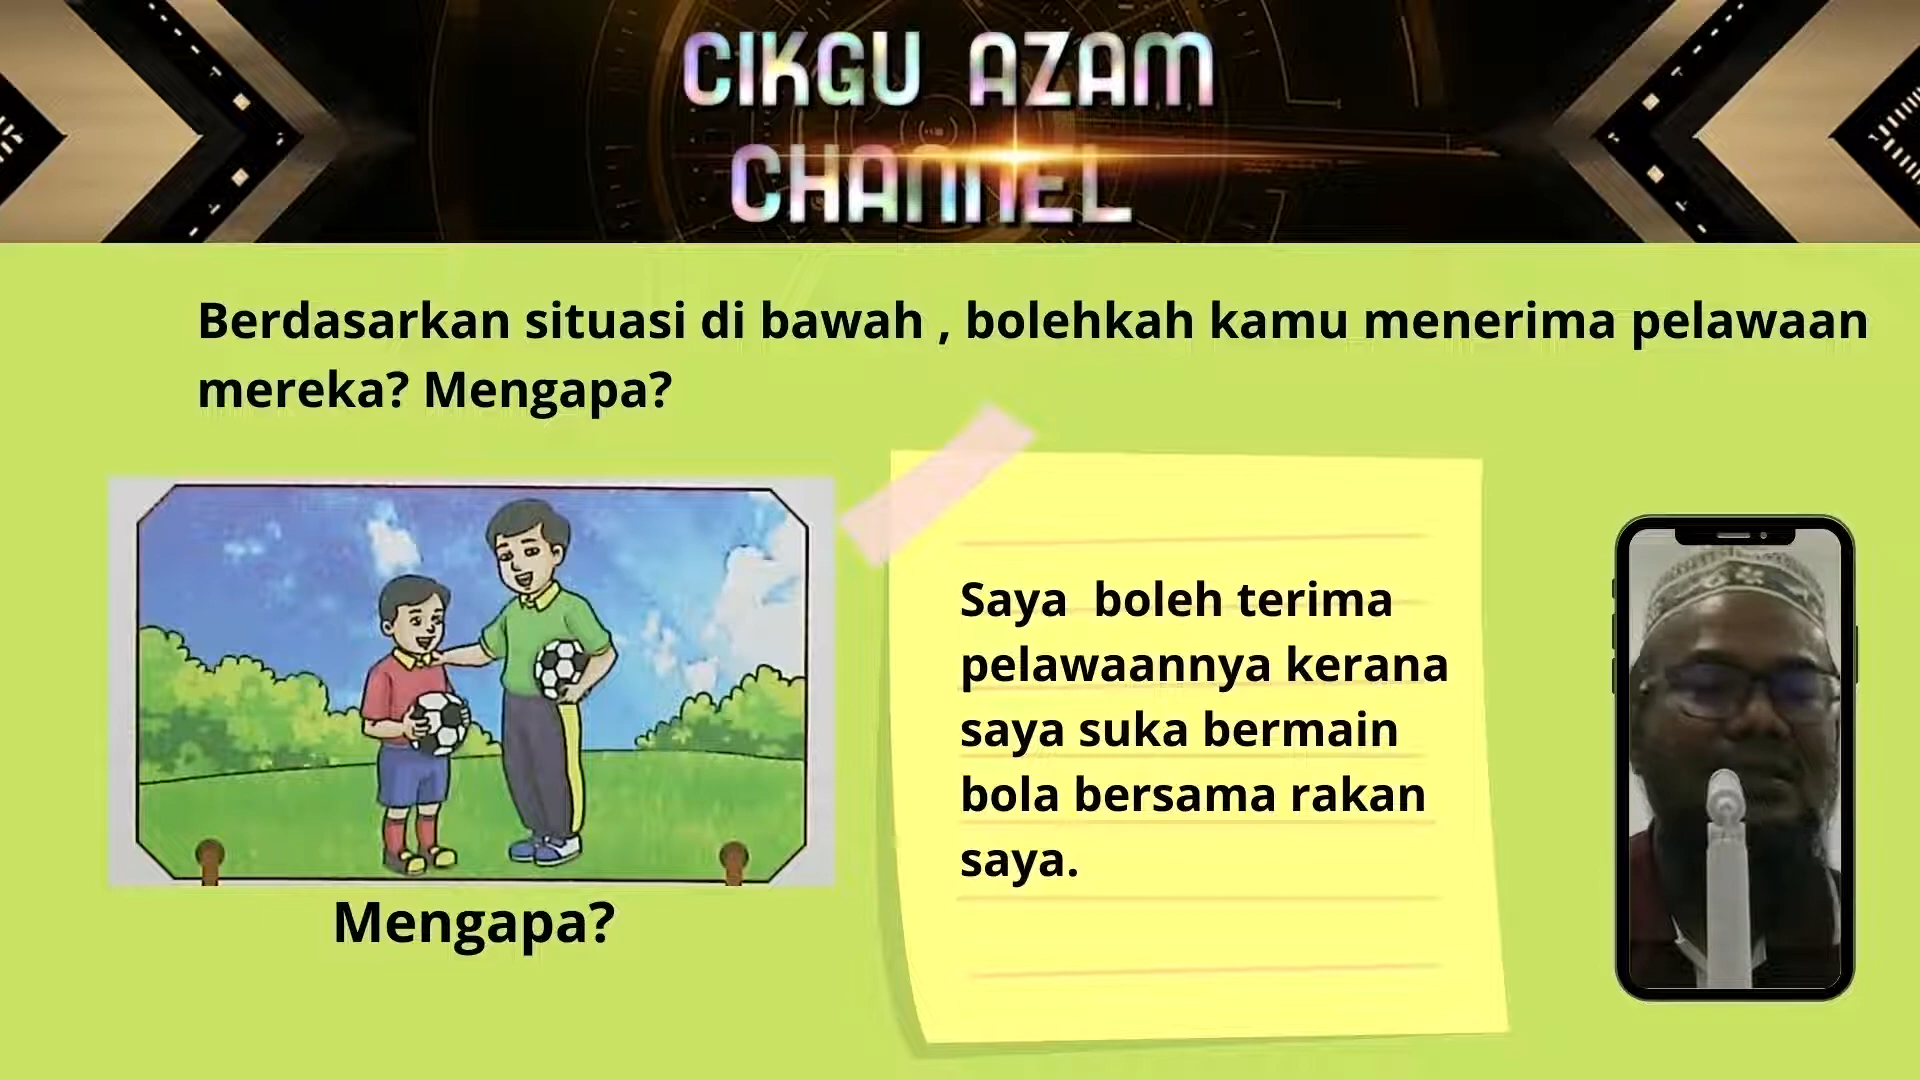 CIKGU AZAM
CHANNEL
Berdasarkan situasi di bawah , bolehkah kamu menerima pelawaan
mereka? Mengapa?
Saya boleh terima
pelawaannya kerana
saya suka bermain
bola bersama rakan
saya.
Mengapa?